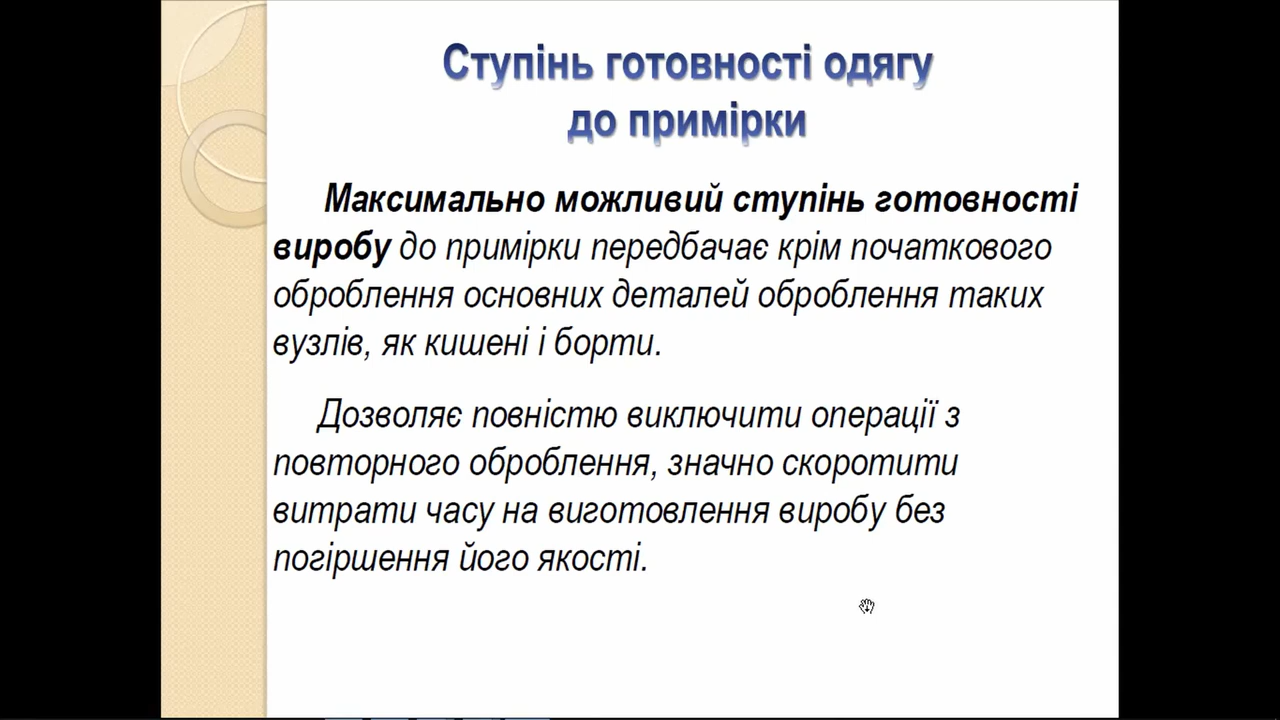 Ступінь готовності одягу
до примірки
Максимально можливий ступінь готовності
виробу до примірки передбачає крім початкового
оброблення основних деталей оброблення таких
вузлів, як кишені і борти.
Дозволяє повністю виключити операції з
повторного оброблення, значно скоротити
витрати часу на виготовлення виробу без
погіршення його якості.